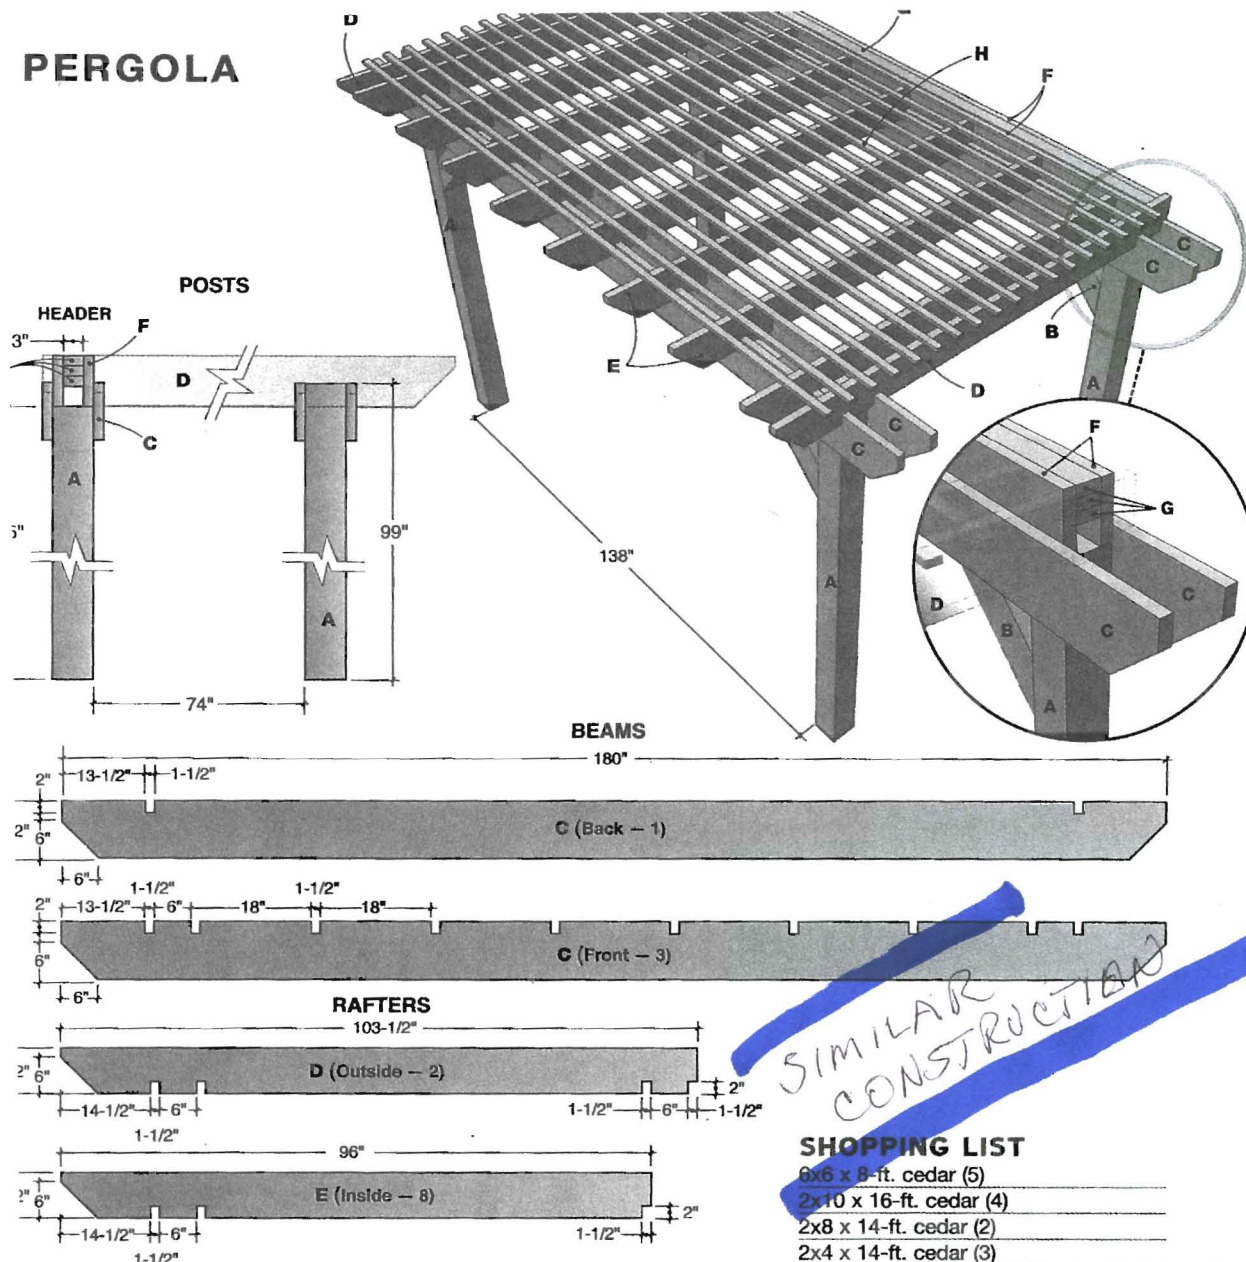 PERGOLA
D
H
F
POSTS
HEADER
3"
F
D
C
A
99"
A
74"
A
E
D
C
C
B
A
C
C
A
138"
F
G
D
B
C
C
A
BEAMS
180"
2"
13-1/2"
1-1/2"
2"
6"
C (Back – 1)
6"
1-1/2"
1-1/2"
2"
13-1/2"
6"
18"
18"
6"
C (Front – 3)
6"
RAFTERS
103-1/2"
6"
D (Outside – 2)
2"
14-1/2"
6"
1-1/2"
6"
1-1/2"
1-1/2"
96"
6"
E (Inside – 8)
2"
14-1/2"
6"
1-1/2"
1-1/2"
SIMILAR
CONSTRUCTION
SHOPPING LIST
6x6 x 8-ft. cedar (5)
2x10 x 16-ft. cedar (4)
2x8 x 14-ft. cedar (2)
2x4 x 14-ft. cedar (3)